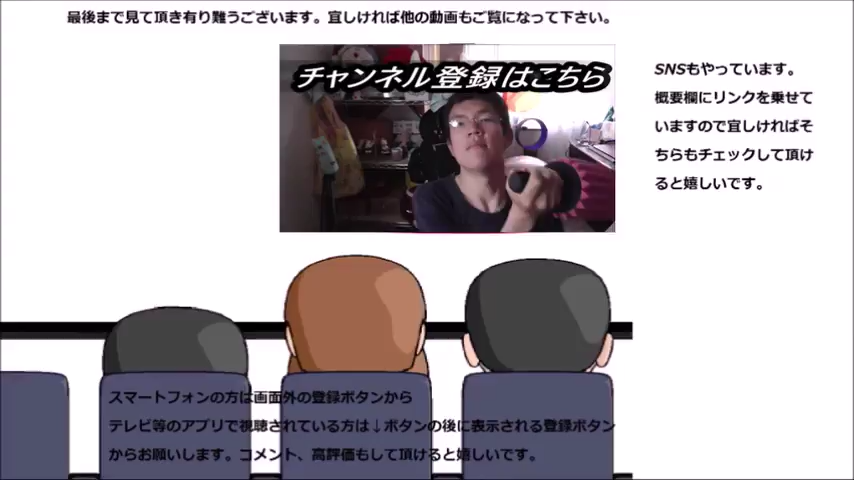 最後まで見て頂き有り難うございます。宜しければ他の動画もご覧になって下さい。
チャンネル登録はこちら
SNSもやっています。
概要欄にリンクを乗せて
いますので宜しければそ
ちらもチェックして頂け
ると嬉しいです。
スマートフォンの方は画面外の登録ボタンから
テレビ等のアプリで視聴されている方は↓ボタンの後に表示される登録ボタン
からお願いします。コメント、高評価もして頂けると嬉しいです。